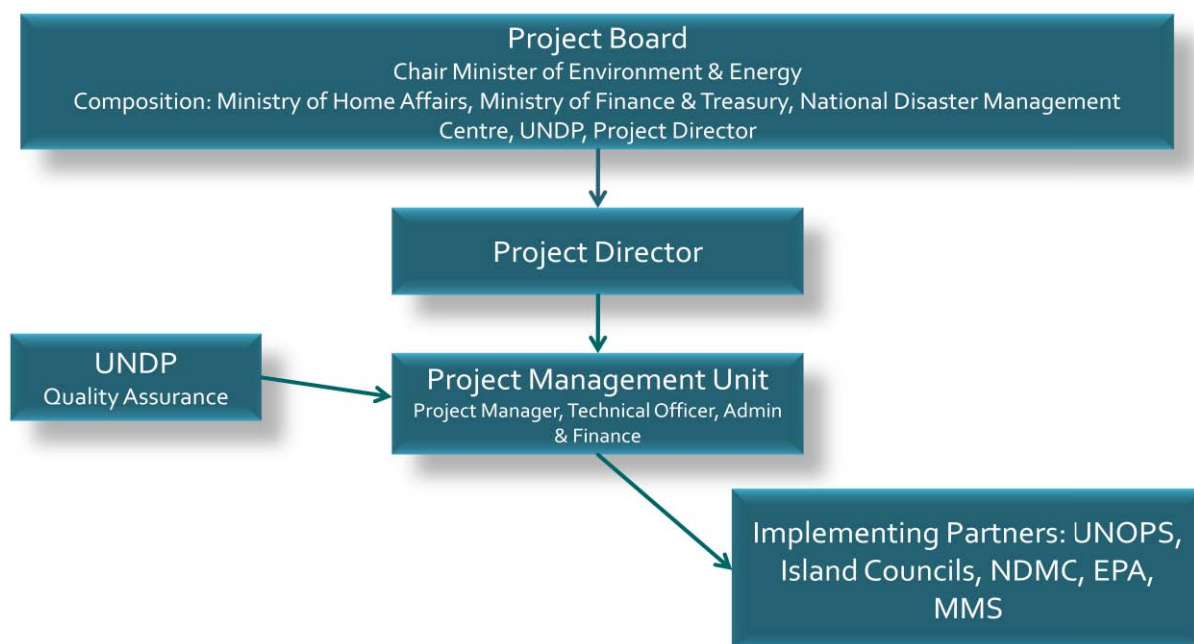 Project Board
Chair Minister of Environment & Energy
Composition: Ministry of Home Affairs, Ministry of Finance & Treasury, National Disaster Management
Centre, UNDP, Project Director
Project Director
UNDP
Quality Assurance
Project Management Unit
Project Manager, Technical Officer, Admin
& Finance
Implementing Partners: UNOPS,
Island Councils, NDMC, EPA,
MMS